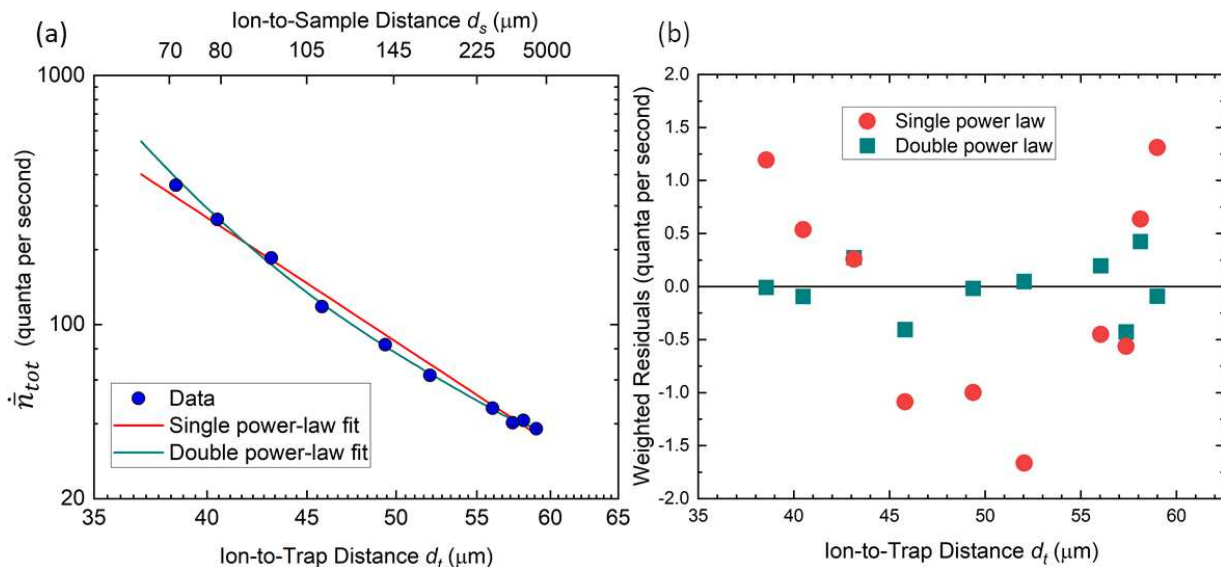 (a)
Ion-to-Sample Distance dₛ (μm)
70 80 105 145 225 5000
1000
100
20
ṅ̄_tot (quanta per second)
Data
Single power-law fit
Double power-law fit
35 40 45 50 55 60 65
Ion-to-Trap Distance dₜ (μm)
(b)
2.0
1.5
1.0
0.5
0.0
-0.5
-1.0
-1.5
-2.0
Weighted Residuals (quanta per second)
Single power law
Double power law
35 40 45 50 55 60
Ion-to-Trap Distance dₜ (μm)